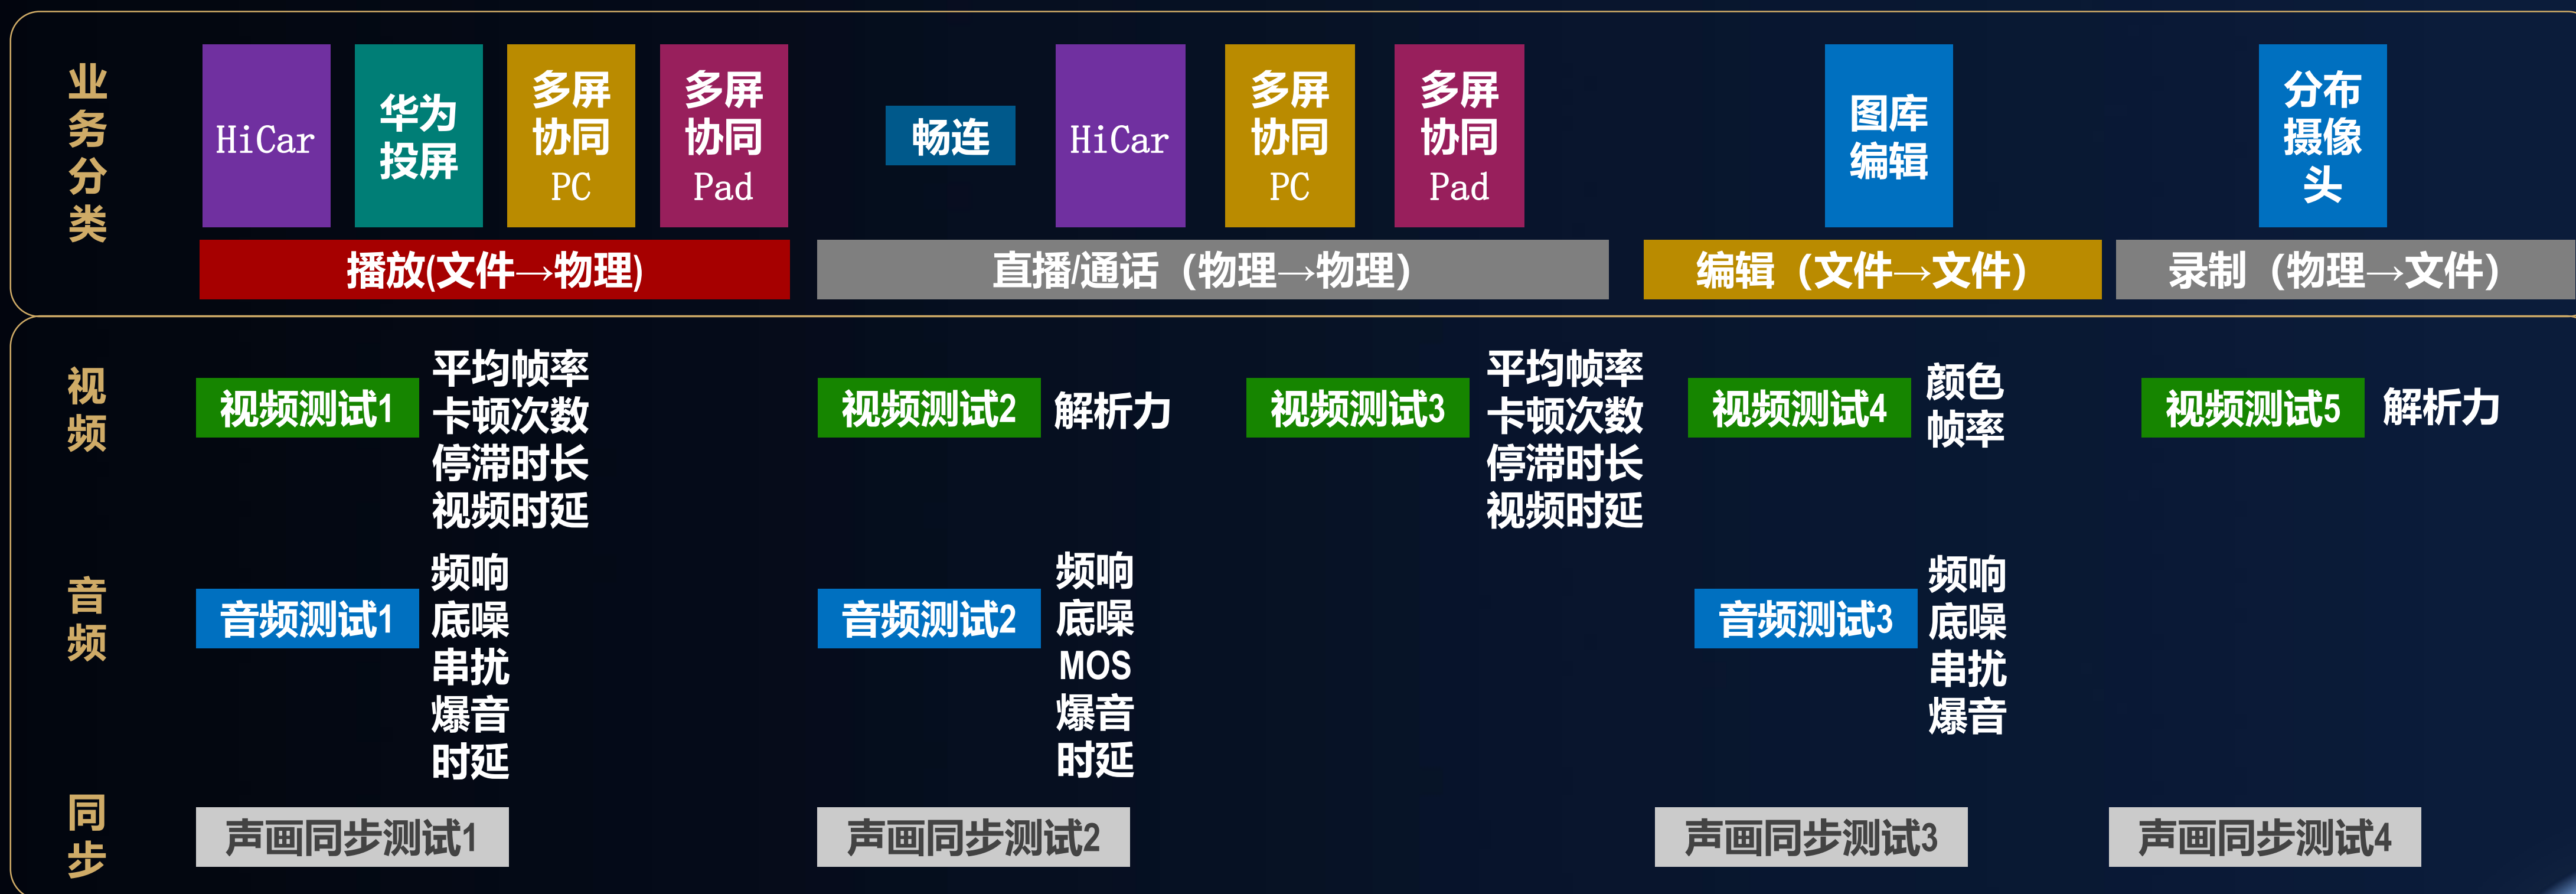 业
务
分
类
HiCar
华为
投屏
多屏
协同
PC
多屏
协同
Pad
畅连
HiCar
多屏
协同
PC
多屏
协同
Pad
图库
编辑
分布
摄像
头
播放(文件→物理)
直播/通话（物理→物理）
编辑（文件→文件）
录制（物理→文件）
视
频
视频测试1
平均帧率
卡顿次数
停滞时长
视频时延
视频测试2
解析力
视频测试3
平均帧率
卡顿次数
停滞时长
视频时延
视频测试4
颜色
帧率
视频测试5
解析力
音
频
音频测试1
频响
底噪
串扰
爆音
时延
音频测试2
频响
底噪
MOS
爆音
时延
音频测试3
频响
底噪
串扰
爆音
同
步
声画同步测试1
声画同步测试2
声画同步测试3
声画同步测试4